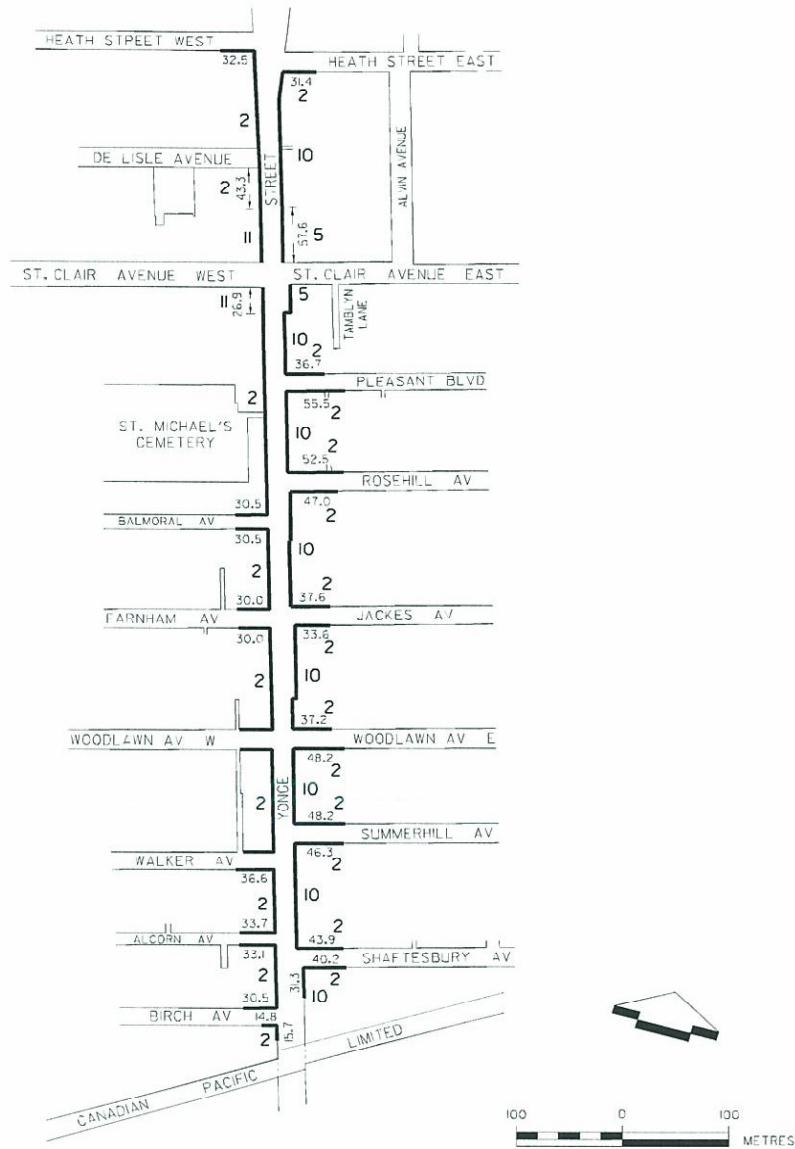 HEATH STREET WEST
32.5
HEATH STREET EAST
31.4
2
2
10
DE LISLE AVENUE
STREET
ALVIN AVENUE
2
43.3
57.6
5
11
ST. CLAIR AVENUE WEST
ST. CLAIR AVENUE EAST
11
26.9
5
TAMBLYN
LANE
10
2
36.7
PLEASANT BLVD
2
55.5
2
ST. MICHAEL'S
CEMETERY
10
2
52.5
ROSEHILL AV
30.5
47.0
2
BALMORAL AV
30.5
10
2
2
30.0
37.6
FARNHAM AV
JACKES AV
30.0
33.6
2
10
2
2
37.2
WOODLAWN AV W
WOODLAWN AV E
48.2
2
YONGE
10
2
2
48.2
SUMMERHILL AV
WALKER AV
46.3
2
36.6
10
2
33.7
2
ALCORN AV
43.9
33.1
40.2
SHAFTESBURY AV
2
31.3
2
10
30.5
BIRCH AV
14.8
15.7
2
CANADIAN PACIFIC LIMITED
100 0 100
METRES